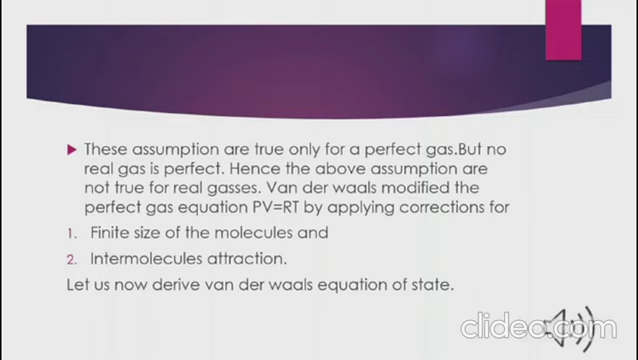 These assumption are true only for a perfect gas.But no
real gas is perfect. Hence the above assumption are
not true for real gasses. Van der waals modified the
perfect gas equation PV=RT by applying corrections for
1. Finite size of the molecules and
2. Intermolecules attraction.
Let us now derive van der waals equation of state.
clideo.com